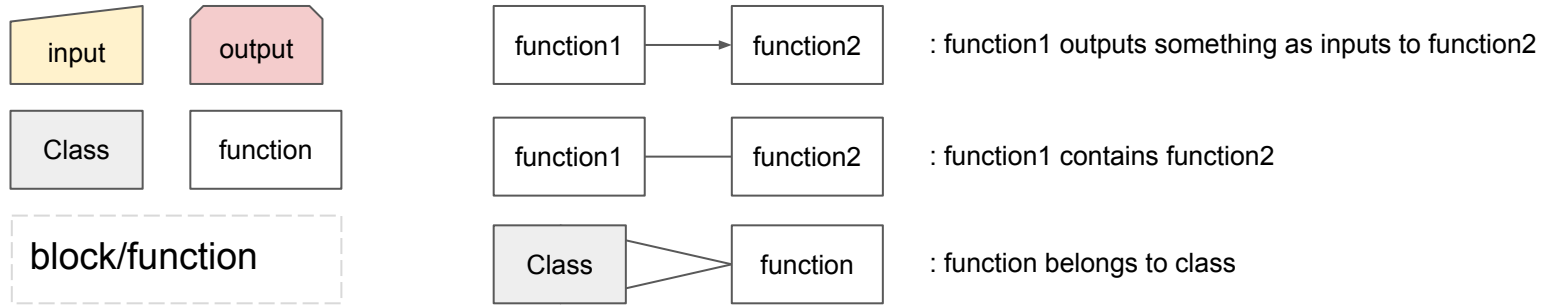 input
output
function1
function2
: function1 outputs something as inputs to function2
Class
function
function1
function2
: function1 contains function2
block/function
Class
function
: function belongs to class